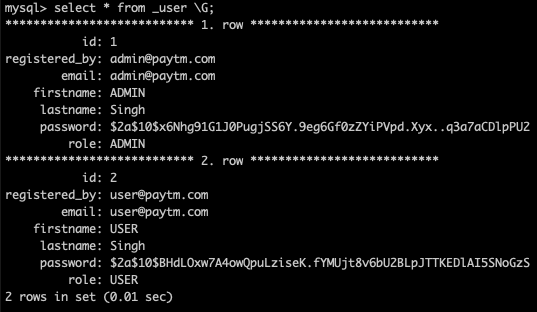 mysql> select * from _user \G;
*************************** 1. row ***************************
id: 1
registered_by: admin@paytm.com
email: admin@paytm.com
firstname: ADMIN
lastname: Singh
password: $2a$10$x6Nhg91G1J0PugjSS6Y.9eg6Gf0zZYiPVpd.Xyx..q3a7aCDlpPU2
role: ADMIN
*************************** 2. row ***************************
id: 2
registered_by: user@paytm.com
email: user@paytm.com
firstname: USER
lastname: Singh
password: $2a$10$BHdLOxw7A4owQpuLziseK.fYMUjt8v6bU2BLpJTTKEDlAI5SNoGzS
role: USER
2 rows in set (0.01 sec)